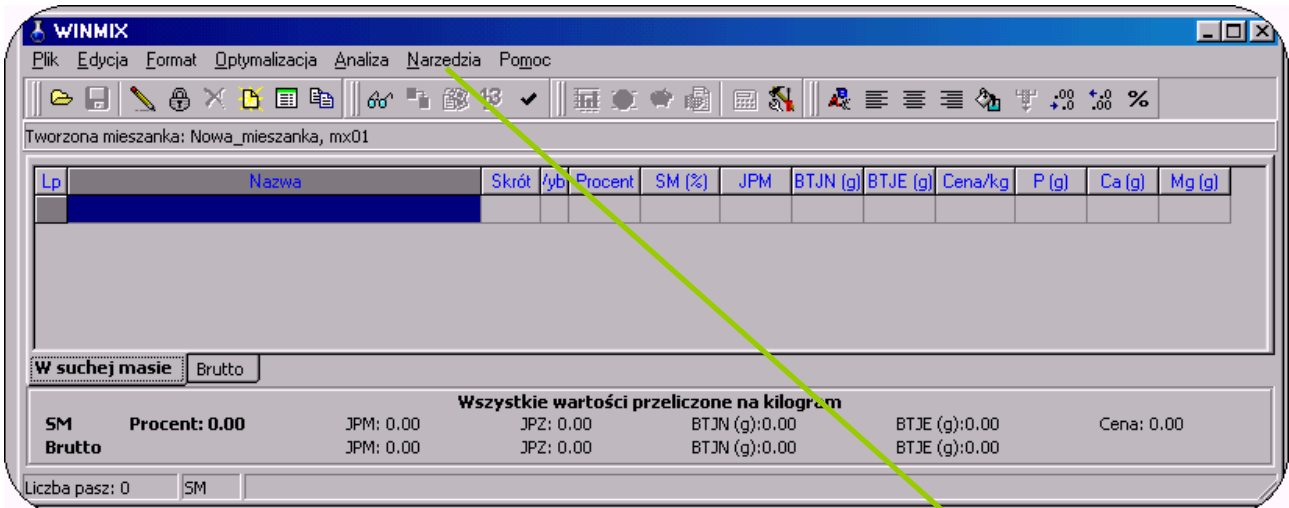 WINMIX
Plik Edycja Format Optymalizacja Analiza Narzedzia Pomoc
Tworzona mieszanka: Nowa_mieszanka, mx01
Lp Nazwa Skrót Procent SM (%) JPM BTJN (g) BTJE (g) Cena/kg P (g) Ca (g) Mg (g)
W suchej masie Brutto
Wszystkie wartości przeliczone na kilogram
SM Procent: 0.00 JPM: 0.00 JPZ: 0.00 BTJN (g):0.00 BTJE (g):0.00 Cena: 0.00
Brutto JPM: 0.00 JPZ: 0.00 BTJN (g):0.00 BTJE (g):0.00
Liczba pasz: 0 SM